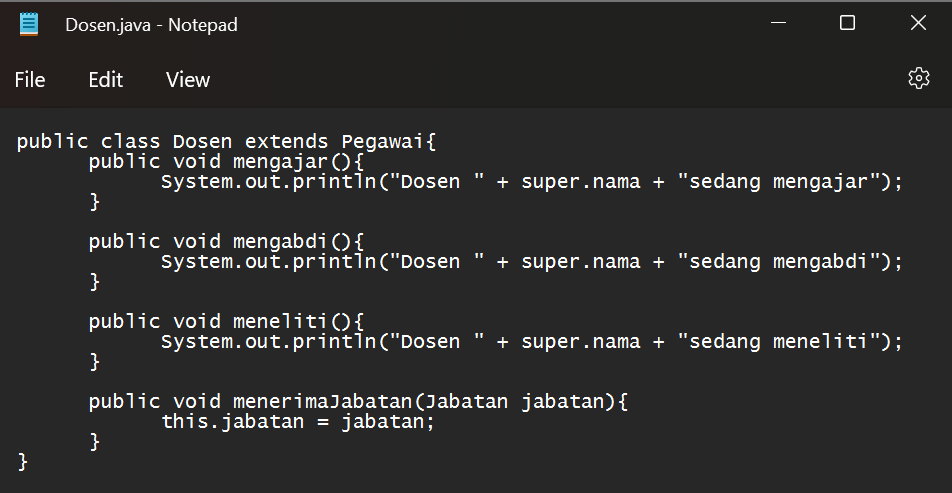 Dosen.java - Notepad
File Edit View
public class Dosen extends Pegawai{
public void mengajar(){
System.out.println("Dosen " + super.nama + "sedang mengajar");
}
public void mengabdi(){
System.out.println("Dosen " + super.nama + "sedang mengabdi");
}
public void meneliti(){
System.out.println("Dosen " + super.nama + "sedang meneliti");
}
public void menerimaJabatan(Jabatan jabatan){
this.jabatan = jabatan;
}
}